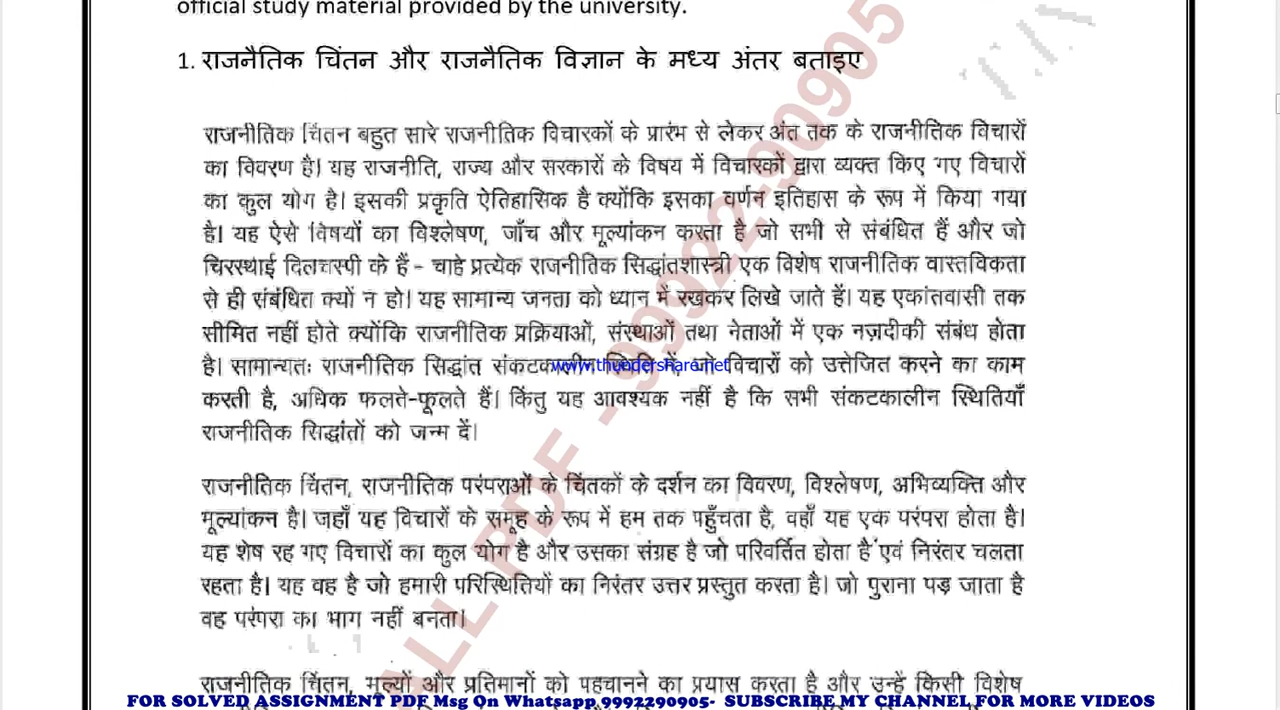 official study material provided by the university.
1. राजनैतिक चिंतन और राजनैतिक विज्ञान के मध्य अंतर बताइए
राजनीतिक चिंतन बहुत सारे राजनीतिक विचारकों के प्रारंभ से लेकर अंत तक के राजनीतिक विचारों
का विवरण है। यह राजनीति, राज्य और सरकारों के विषय में विचारकों द्वारा व्यक्त किए गए विचारों
का कुल योग है। इसकी प्रकृति ऐतिहासिक है क्योंकि इसका वर्णन इतिहास के रूप में किया गया
है। यह ऐसे विषयों का विश्लेषण, जाँच और मूल्यांकन करता है जो सभी से संबंधित हैं और जो
चिरस्थाई दिलचस्पी के हैं - चाहे प्रत्येक राजनीतिक सिद्धांतशास्त्री एक विशेष राजनीतिक वास्तविकता
से ही संबंधित क्यों न हो। यह सामान्य जनता को ध्यान में रखकर लिखे जाते हैं। यह एकांतवासी तक
सीमित नहीं होते क्योंकि राजनीतिक प्रक्रियाओं, संस्थाओं तथा नेताओं में एक नज़दीकी संबंध होता
है। सामान्यतः राजनीतिक सिद्धांत जो विचारों को उत्तेजित करने का काम
www.thundershare.net
करती है, अधिक फलते-फूलते हैं। किंतु यह आवश्यक नहीं है कि सभी संकटकालीन स्थितियाँ
राजनीतिक सिद्धांतों को जन्म दें।
राजनीतिक चिंतन, राजनीतिक परंपराओं के चिंतकों के दर्शन का विवरण, विश्लेषण, अभिव्यक्ति और
मूल्यांकन है। जहाँ यह विचारों के समूह के रूप में हम तक पहुँचता है, वहाँ यह एक परंपरा होता है।
यह शेष रह गए विचारों का कुल योग है और उसका संग्रह है जो परिवर्तित होता है एवं निरंतर चलता
रहता है। यह वह है जो हमारी परिस्थितियों का निरंतर उत्तर प्रस्तुत करता है। जो पुराना पड़ जाता है
वह परंपरा का भाग नहीं बनता।
राजनीतिक चिंतन, मूल्यों और प्रतिमानों को पहचानने का प्रयास करता है और उन्हें किसी विशेष
ALL PDF - 99922-90905
FOR SOLVED ASSIGNMENT PDF Msg On Whatsapp 9992290905- SUBSCRIBE MY CHANNEL FOR MORE VIDEOS